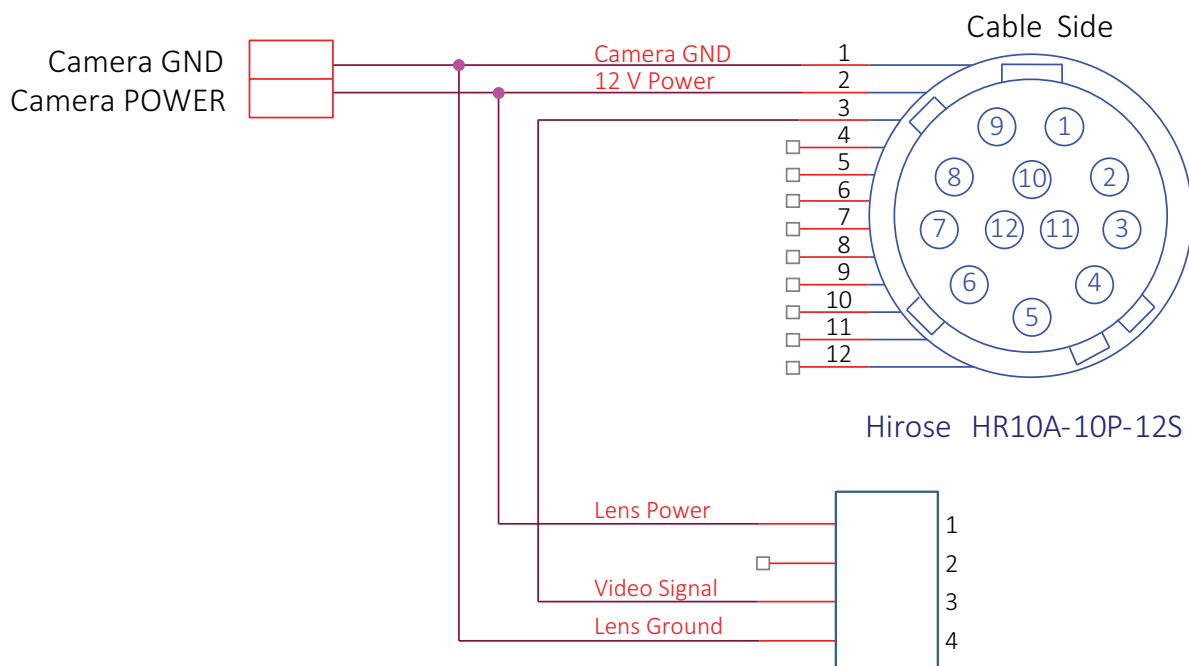 Cable Side
Camera GND
Camera POWER
Camera GND 1
12 V Power 2
3
4
5
6
7
8
9
10
11
12
9 1
8 10 2
7 12 11 3
6 4
5
Hirose HR10A-10P-12S
Lens Power 1
2
Video Signal 3
Lens Ground 4